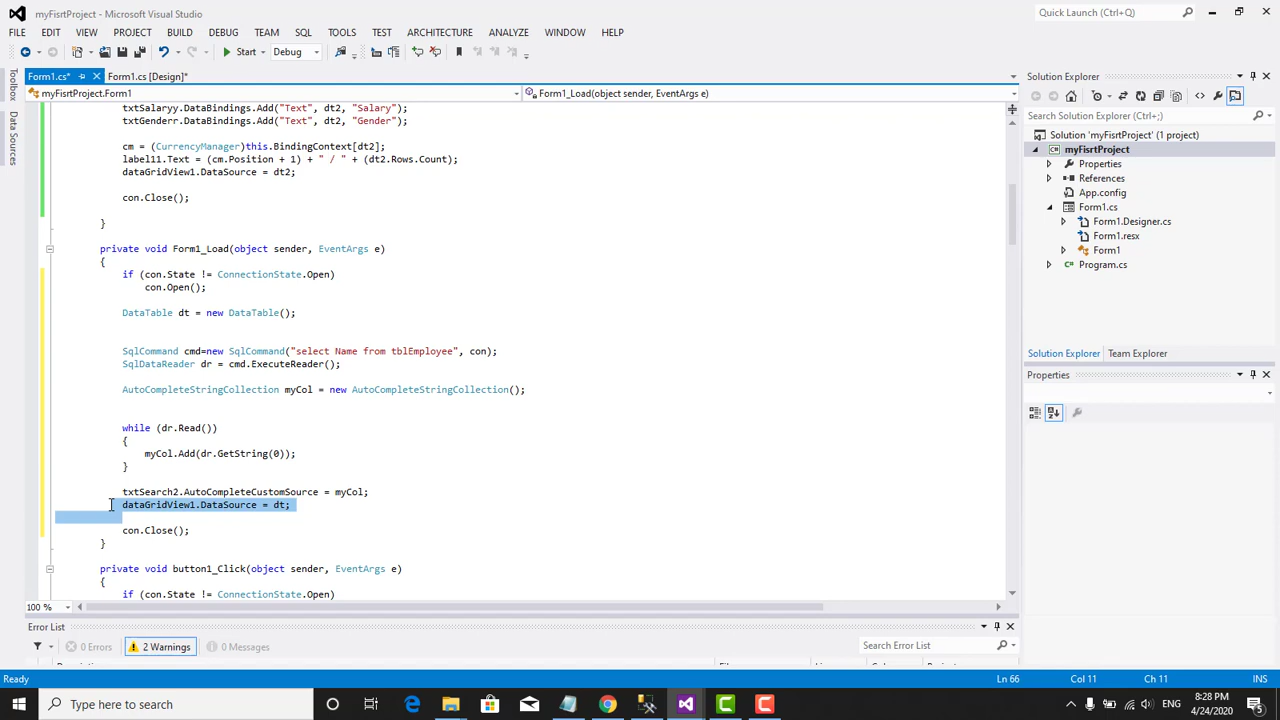 myFisrtProject - Microsoft Visual Studio
Quick Launch (Ctrl+Q)
FILE EDIT VIEW PROJECT BUILD DEBUG TEAM SQL TOOLS TEST ARCHITECTURE ANALYZE WINDOW HELP
Start Debug
Form1.cs* Form1.cs [Design]*
myFisrtProject.Form1 Form1_Load(object sender, EventArgs e)
Toolbox
Data Sources
txtSalaryy.DataBindings.Add("Text", dt2, "Salary");
txtGenderr.DataBindings.Add("Text", dt2, "Gender");
cm = (CurrencyManager)this.BindingContext[dt2];
label11.Text = (cm.Position + 1) + " / " + (dt2.Rows.Count);
dataGridView1.DataSource = dt2;
con.Close();
}
private void Form1_Load(object sender, EventArgs e)
{
if (con.State != ConnectionState.Open)
con.Open();
DataTable dt = new DataTable();
SqlCommand cmd=new SqlCommand("select Name from tblEmployee", con);
SqlDataReader dr = cmd.ExecuteReader();
AutoCompleteStringCollection myCol = new AutoCompleteStringCollection();
while (dr.Read())
{
myCol.Add(dr.GetString(0));
}
txtSearch2.AutoCompleteCustomSource = myCol;
dataGridView1.DataSource = dt;
con.Close();
}
private void button1_Click(object sender, EventArgs e)
{
if (con.State != ConnectionState.Open)
100 %
Solution Explorer
Search Solution Explorer (Ctrl+;)
Solution 'myFisrtProject' (1 project)
myFisrtProject
Properties
References
App.config
Form1.cs
Form1.Designer.cs
Form1.resx
Form1
Program.cs
Solution Explorer Team Explorer
Properties
Error List
0 Errors 2 Warnings 0 Messages
Search Error List
Ready Ln 66 Col 11 Ch 11 INS
Type here to search
ENG
8:28 PM
4/24/2020